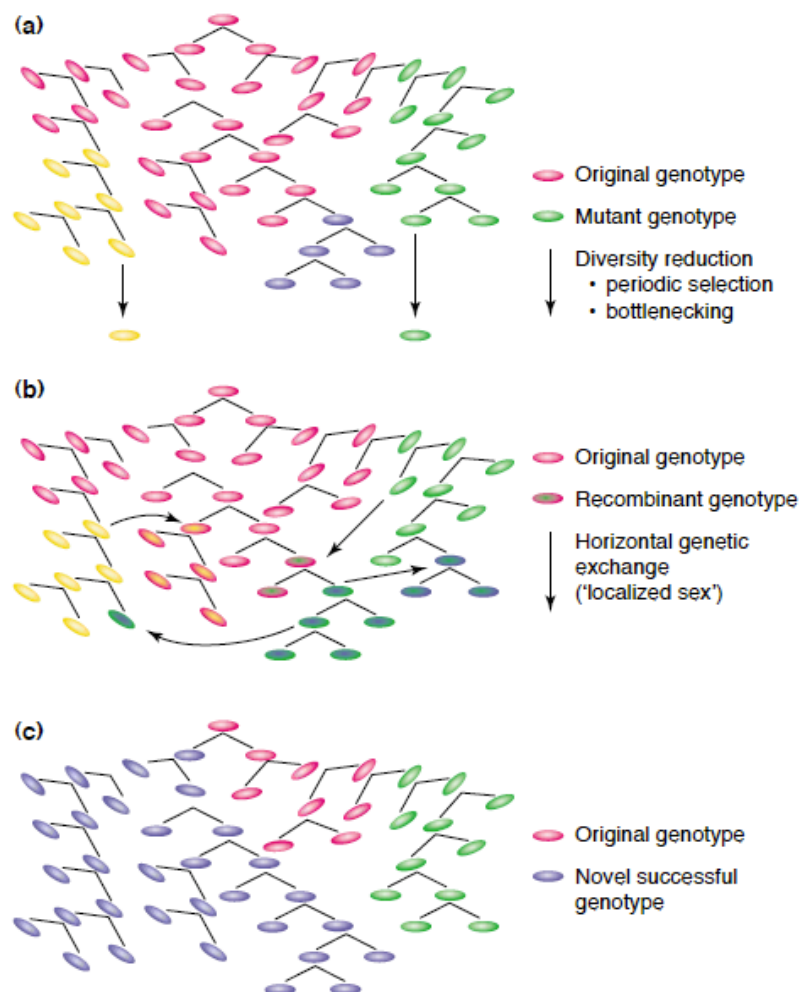 (a)
Original genotype
Mutant genotype
Diversity reduction
• periodic selection
• bottlenecking
(b)
Original genotype
Recombinant genotype
Horizontal genetic
exchange
(‘localized sex’)
(c)
Original genotype
Novel successful
genotype